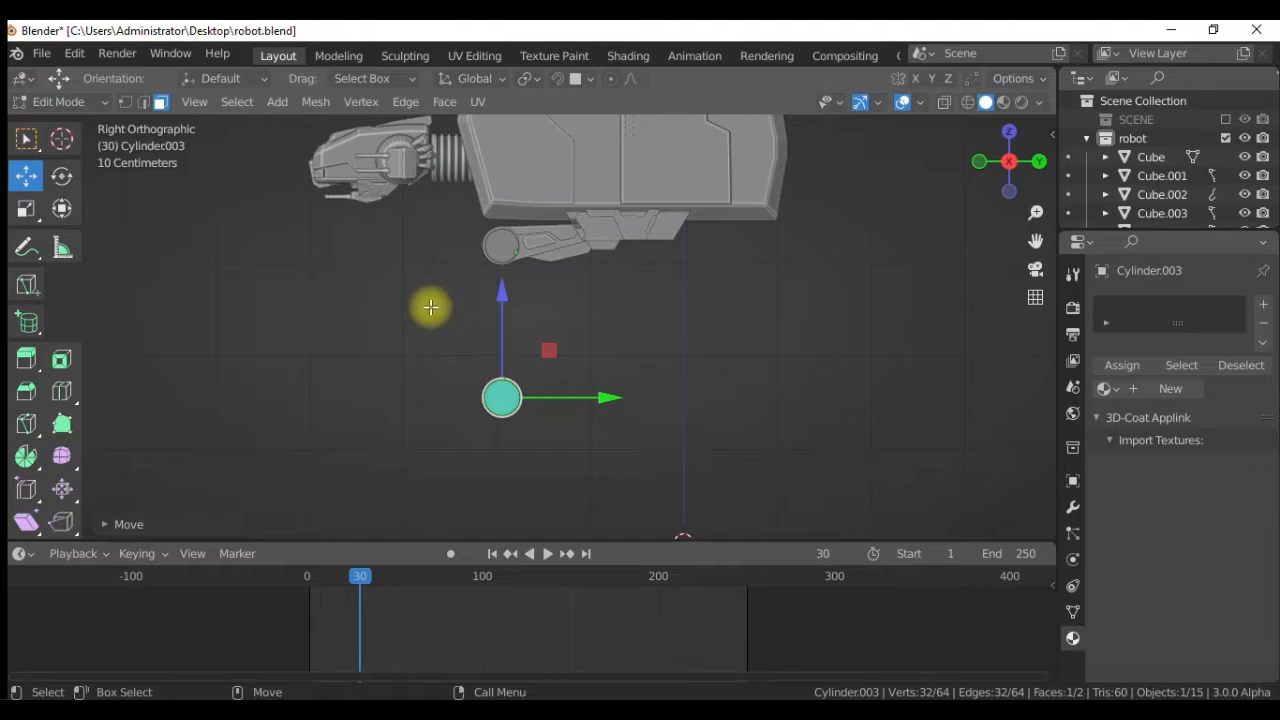 Blender* [C:\Users\Administrator\Desktop\robot.blend]
File Edit Render Window Help Layout Modeling Sculpting UV Editing Texture Paint Shading Animation Rendering Compositing Scene View Layer
Orientation: Default Drag: Select Box Global X Y Z Options
Edit Mode View Select Add Mesh Vertex Edge Face UV
Scene Collection
SCENE
robot
Cube
Cube.001
Cube.002
Cube.003
Right Orthographic
(30) Cylinder.003
10 Centimeters
Z
X
Y
Cylinder.003
Assign Select Deselect
New
3D-Coat Applink
Import Textures:
Move
Playback Keying View Marker 30 Start 1 End 250
-100 0 30 100 200 300 400
Select Box Select Move Call Menu Cylinder.003 | Verts:32/64 | Edges:32/64 | Faces:1/2 | Tris:60 | Objects:1/15 | 3.0.0 Alpha